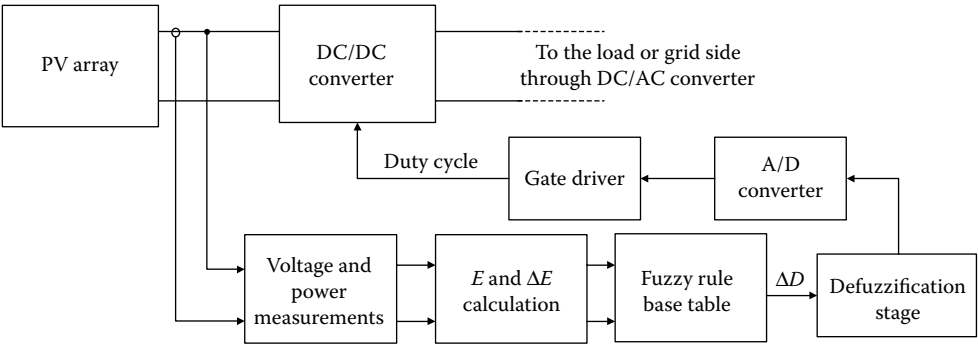 PV array
DC/DC
converter
To the load or grid side
through DC/AC converter
Duty cycle
Gate driver
A/D
converter
Voltage and
power
measurements
E and ΔE
calculation
Fuzzy rule
base table
ΔD
Defuzzification
stage